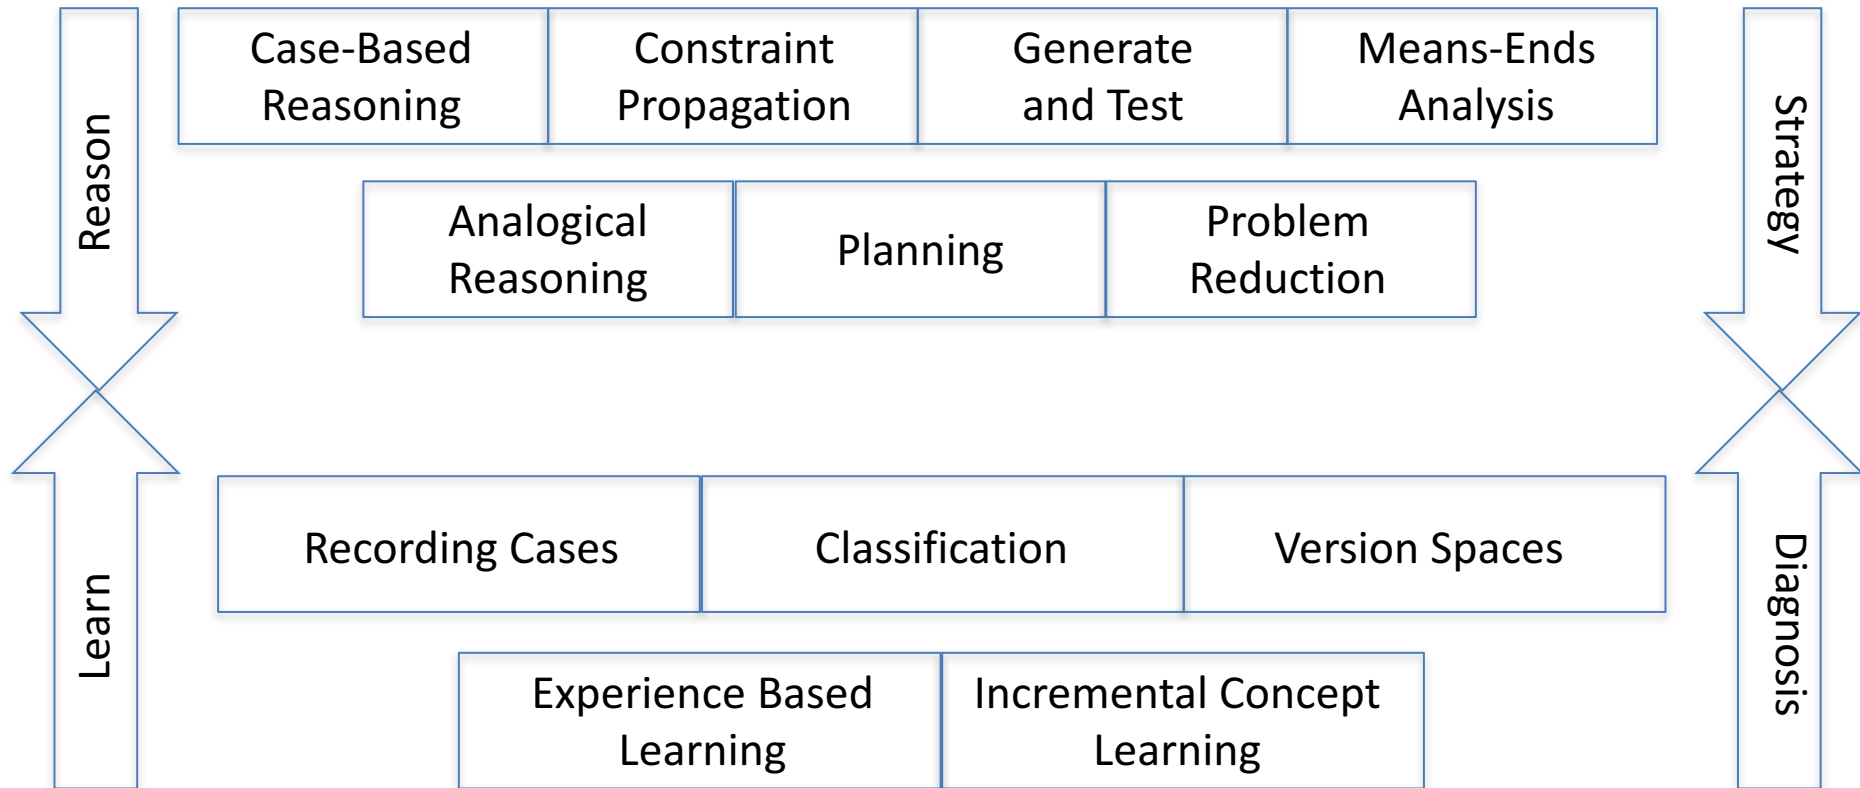 Reason
Case-Based
Reasoning
Constraint
Propagation
Generate
and Test
Means-Ends
Analysis
Strategy
Analogical
Reasoning
Planning
Problem
Reduction
Learn
Recording Cases
Classification
Version Spaces
Diagnosis
Experience Based
Learning
Incremental Concept
Learning